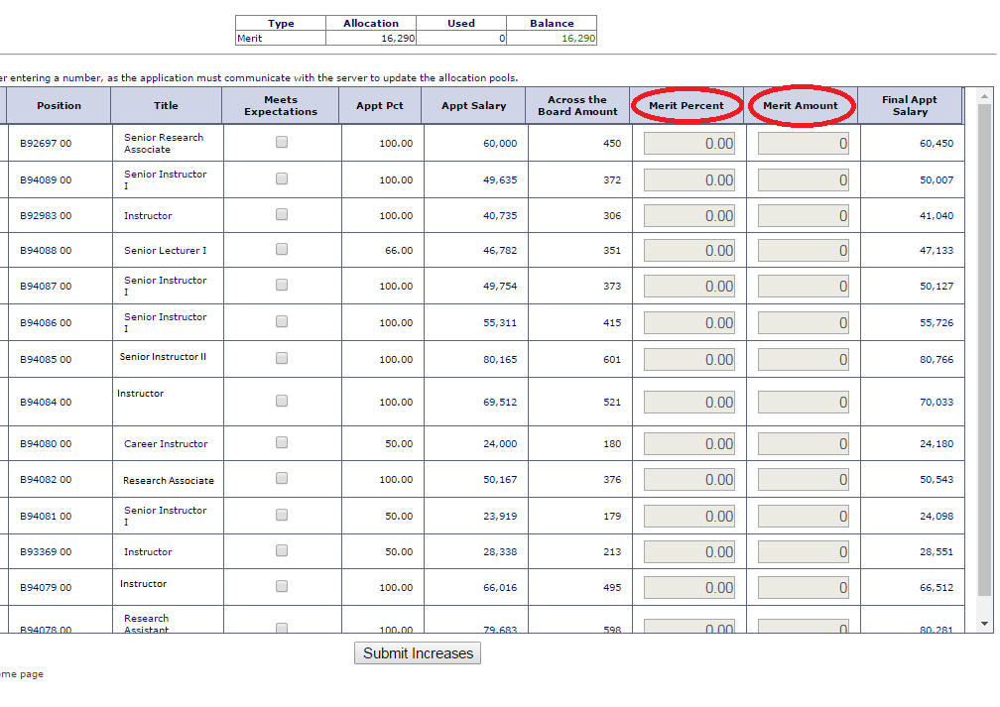 Type Allocation Used Balance
Merit 16,290 0 16,290
er entering a number, as the application must communicate with the server to update the allocation pools.
Position Title Meets Expectations Appt Pct Appt Salary Across the Board Amount Merit Percent Merit Amount Final Appt Salary
B92697 00 Senior Research Associate 100.00 60,000 450 0.00 0 60,450
B94089 00 Senior Instructor I 100.00 49,635 372 0.00 0 50,007
B92983 00 Instructor 100.00 40,735 306 0.00 0 41,040
B94088 00 Senior Lecturer I 66.00 46,782 351 0.00 0 47,133
B94087 00 Senior Instructor I 100.00 49,754 373 0.00 0 50,127
B94086 00 Senior Instructor I 100.00 55,311 415 0.00 0 55,726
B94085 00 Senior Instructor II 100.00 80,165 601 0.00 0 80,766
B94084 00 Instructor 100.00 69,512 521 0.00 0 70,033
B94080 00 Career Instructor 50.00 24,000 180 0.00 0 24,180
B94082 00 Research Associate 100.00 50,167 376 0.00 0 50,543
B94081 00 Senior Instructor I 50.00 23,919 179 0.00 0 24,098
B93369 00 Instructor 50.00 28,338 213 0.00 0 28,551
B94079 00 Instructor 100.00 66,016 495 0.00 0 66,512
B94078 00 Research Assistant 100.00 79,683 598 0.00 0 80,281
Submit Increases
ome page